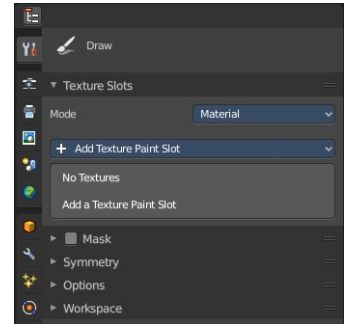 Draw
Texture Slots
Mode Material
Add Texture Paint Slot
No Textures
Add a Texture Paint Slot
Mask
Symmetry
Options
Workspace